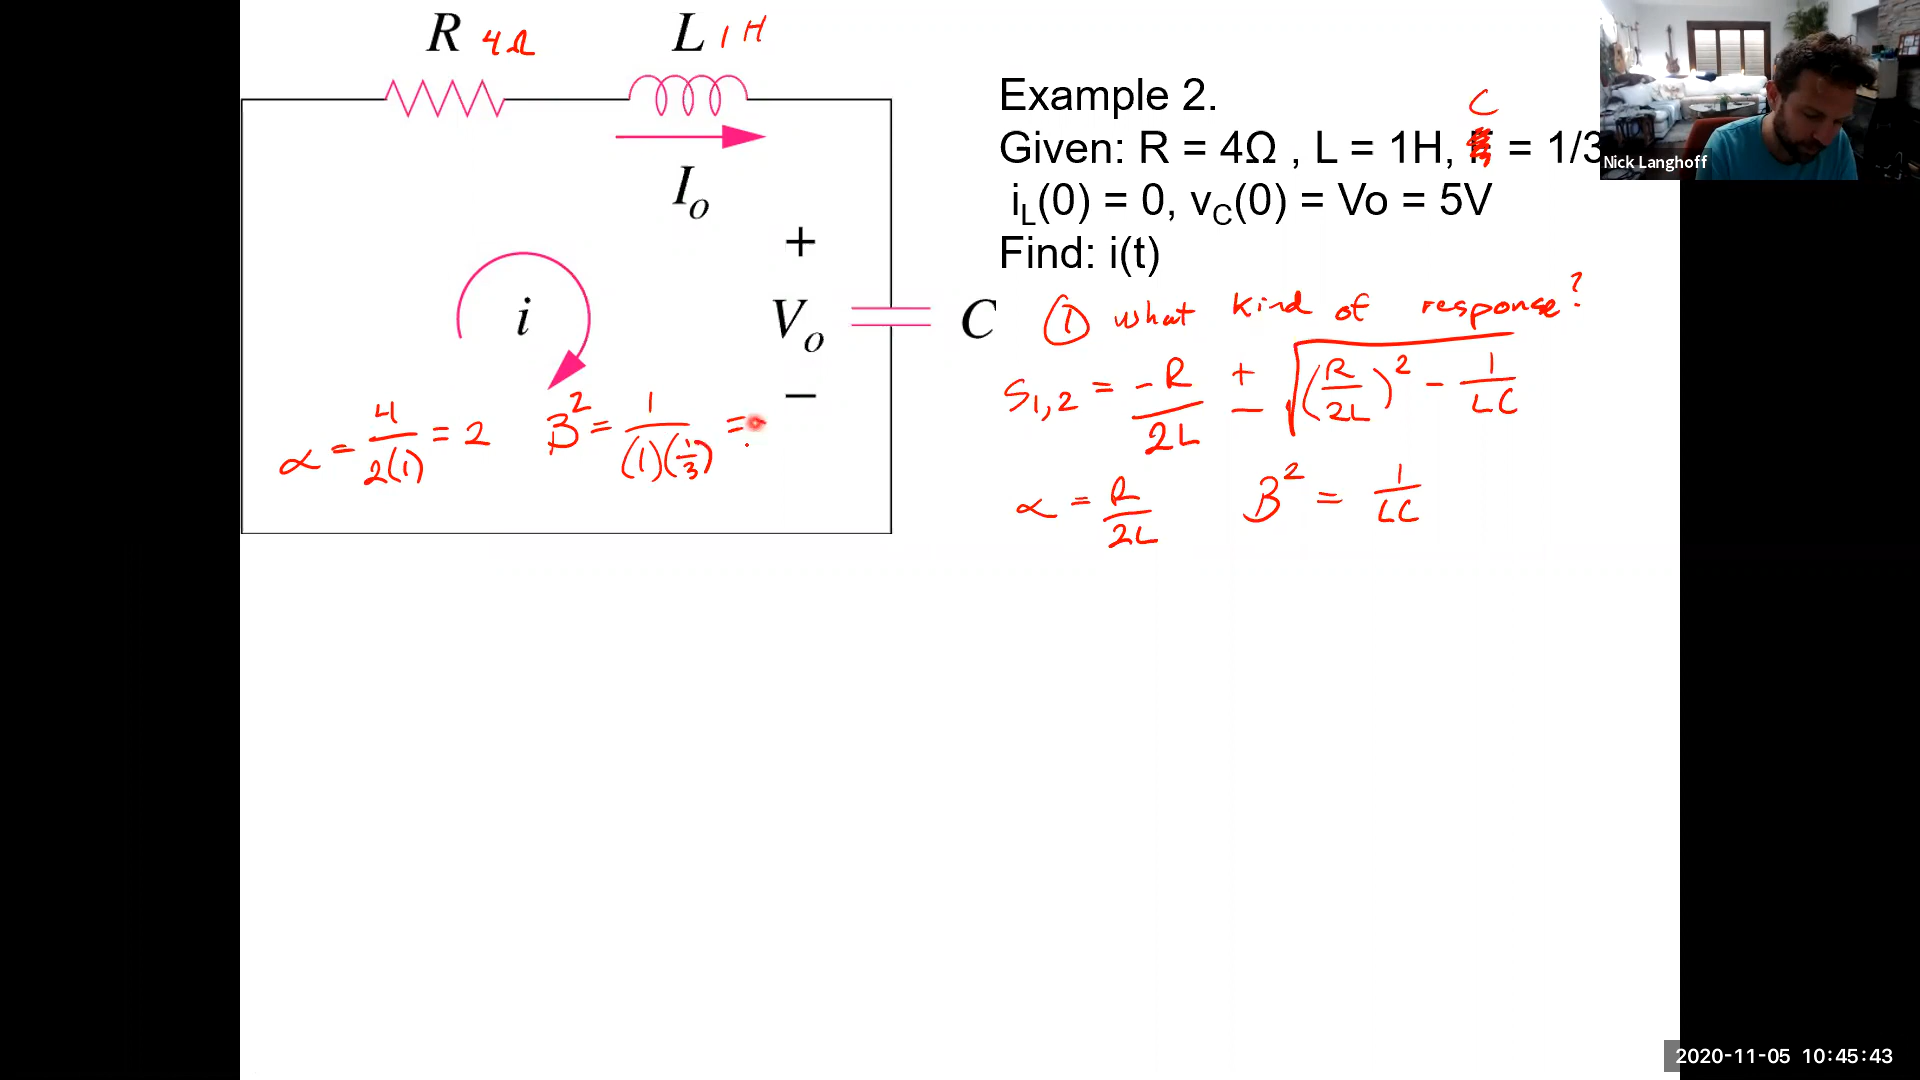 R 4Ω
L 1 H
I_o
+
V_o
−
C
i
α = 4/2(1) = 2
B² = 1/(1)(1/3) =
Example 2.
C
Given: R = 4Ω , L = 1H, = 1/3
i_L(0) = 0, v_C(0) = Vo = 5V
Find: i(t)
① what kind of response?
S_1,2 = -R/2L ± √((R/2L)² - 1/LC)
α = R/2L B² = 1/LC
Nick Langhoff
2020-11-05 10:45:43